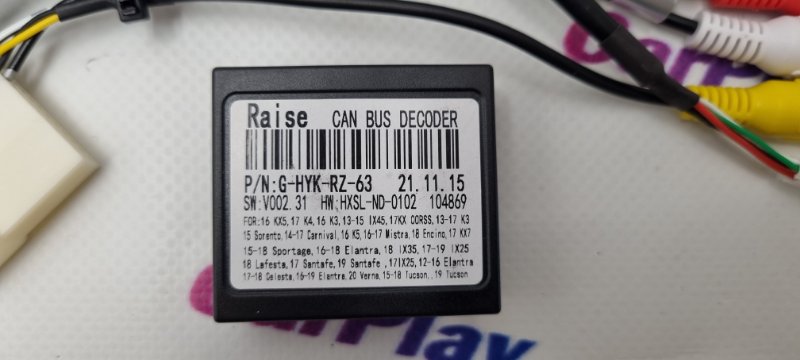 CarPlay
Raise CAN BUS DECODER
P/N:G-HYK-RZ-63 21.11.15
SW:V002.31 HW:HXSL-ND-0102 104869
FOR:16 KX5,17 K4,16 K3,13-15 IX45,17KX CORSS,13-17 K3
15 Sorento,14-17 Carnival,16 K5,16-17 Mistra,18 Encino,17 KX7
15-18 Sportage,16-18 Elantra,18 IX35,17-19 IX25
18 Lafesta,17 Santafe,19 Santafe ,17IX25,12-16 Elantra
17-18 Celesta,16-19 Elantra,20 Verna,15-18 Tucson,,19 Tucson
CarPlay